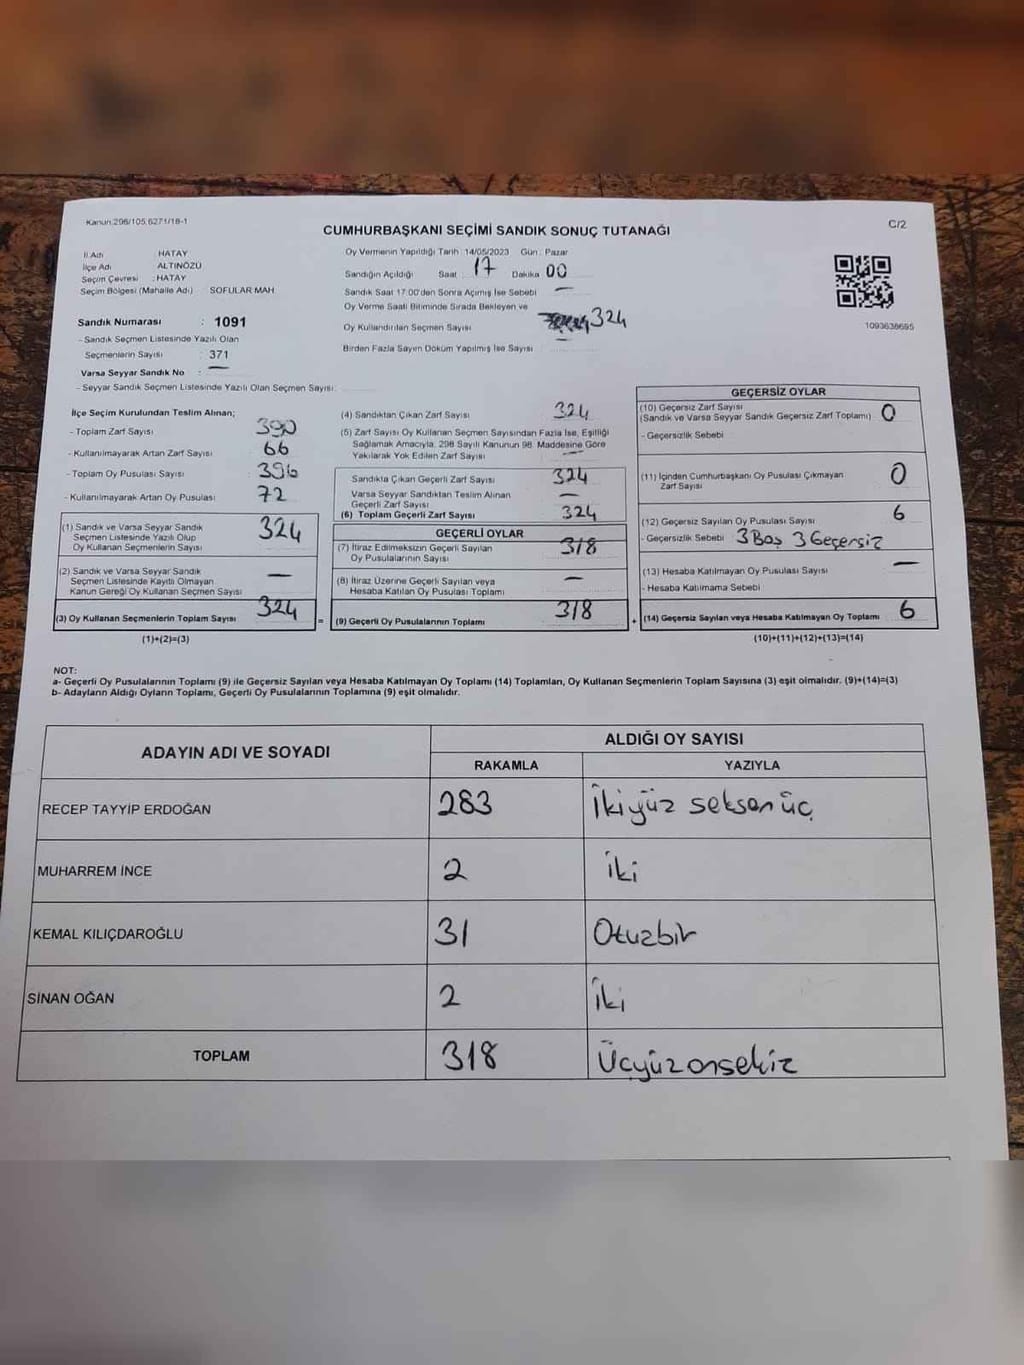 Kanun:298/105,6271/18-1
C/2
CUMHURBAŞKANI SEÇİMİ SANDIK SONUÇ TUTANAĞI
İl Adı : HATAY
İlçe Adı : ALTINÖZÜ
Seçim Çevresi : HATAY
Seçim Bölgesi (Mahalle Adı) : SOFULAR MAH.
Sandık Numarası : 1091
- Sandık Seçmen Listesinde Yazılı Olan
Seçmenlerin Sayısı : 371
Varsa Seyyar Sandık No : —
- Seyyar Sandık Seçmen Listesinde Yazılı Olan Seçmen Sayısı :
Oy Vermenin Yapıldığı Tarih : 14/05/2023 Gün : Pazar
Sandığın Açıldığı Saat : 17 Dakika : 00
Sandık Saat 17.00'den Sonra Açımış İse Sebebi —
Oy Verme Saati Bitiminde Sırada Bekleyen ve
Oy Kullandırılan Seçmen Sayısı 324
Birden Fazla Sayım Döküm Yapılmış İse Sayısı —
1093638695
İlçe Seçim Kurulundan Teslim Alınan;
- Toplam Zarf Sayısı : 390
- Kullanılmayarak Artan Zarf Sayısı : 66
- Toplam Oy Pusulası Sayısı : 396
- Kullanılmayarak Artan Oy Pusulası : 72
(1) Sandık ve Varsa Seyyar Sandık
Seçmen Listesinde Yazılı Olup
Oy Kullanan Seçmenlerin Sayısı 324
(2) Sandık ve Varsa Seyyar Sandık
Seçmen Listesinde Kayıtlı Olmayan
Kanun Gereği Oy Kullanan Seçmen Sayısı —
(3) Oy Kullanan Seçmenlerin Toplam Sayısı 324
(1)+(2)=(3)
(4) Sandıktan Çıkan Zarf Sayısı 324
(5) Zarf Sayısı Oy Kullanan Seçmen Sayısından Fazla İse, Eşitliği
Sağlamak Amacıyla, 298 Sayılı Kanunun 98. Maddesine Göre
Yakılarak Yok Edilen Zarf Sayısı —
Sandıkta Çıkan Geçerli Zarf Sayısı 324
Varsa Seyyar Sandıktan Teslim Alınan
Geçerli Zarf Sayısı —
(6) Toplam Geçerli Zarf Sayısı 324
GEÇERLİ OYLAR
(7) İtiraz Edilmeksizin Geçerli Sayılan
Oy Pusulalarının Sayısı 318
(8) İtiraz Üzerine Geçerli Sayılan veya
Hesaba Katılan Oy Pusulası Toplamı —
= (9) Geçerli Oy Pusulalarının Toplamı 318
GEÇERSİZ OYLAR
(10) Geçersiz Zarf Sayısı
(Sandık ve Varsa Seyyar Sandık Geçersiz Zarf Toplamı) 0
- Geçersizlik Sebebi
(11) İçinden Cumhurbaşkanı Oy Pusulası Çıkmayan
Zarf Sayısı 0
(12) Geçersiz Sayılan Oy Pusulası Sayısı 6
- Geçersizlik Sebebi 3 Boş 3 Geçersiz
(13) Hesaba Katılmayan Oy Pusulası Sayısı —
- Hesaba Katılmama Sebebi
+ (14) Geçersiz Sayılan veya Hesaba Katılmayan Oy Toplamı 6
(10)+(11)+(12)+(13)=(14)
NOT:
a- Geçerli Oy Pusulalarının Toplamı (9) ile Geçersiz Sayılan veya Hesaba Katılmayan Oy Toplamı (14) Toplamları, Oy Kullanan Seçmenlerin Toplam Sayısına (3) eşit olmalıdır. (9)+(14)=(3)
b- Adayların Aldığı Oyların Toplamı, Geçerli Oy Pusulalarının Toplamına (9) eşit olmalıdır.
ADAYIN ADI VE SOYADI ALDIĞI OY SAYISI
RAKAMLA YAZIYLA
RECEP TAYYİP ERDOĞAN 283 İkiyüz seksen üç
MUHARREM İNCE 2 İki
KEMAL KILIÇDAROĞLU 31 Otuzbir
SİNAN OĞAN 2 İki
TOPLAM 318 Üçyüzonsekiz